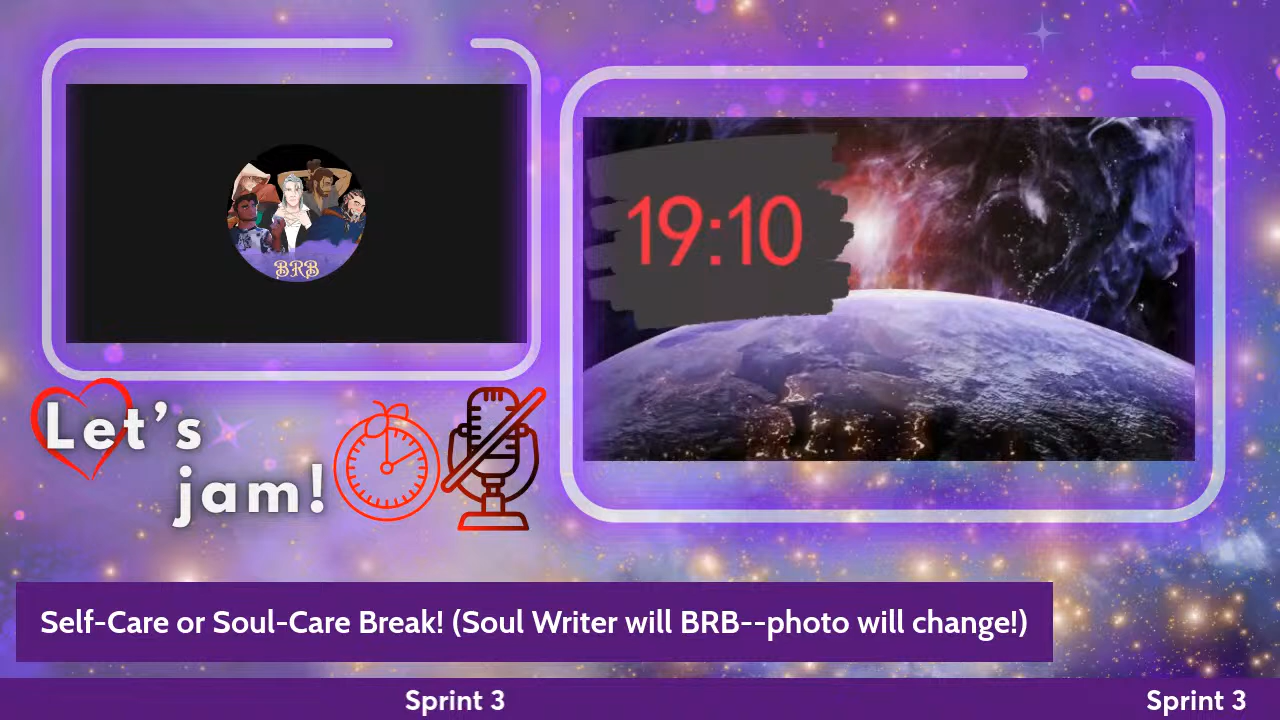 BRB
19:10
Let's
jam!
Self-Care or Soul-Care Break! (Soul Writer will BRB--photo will change!)
Sprint 3
Sprint 3